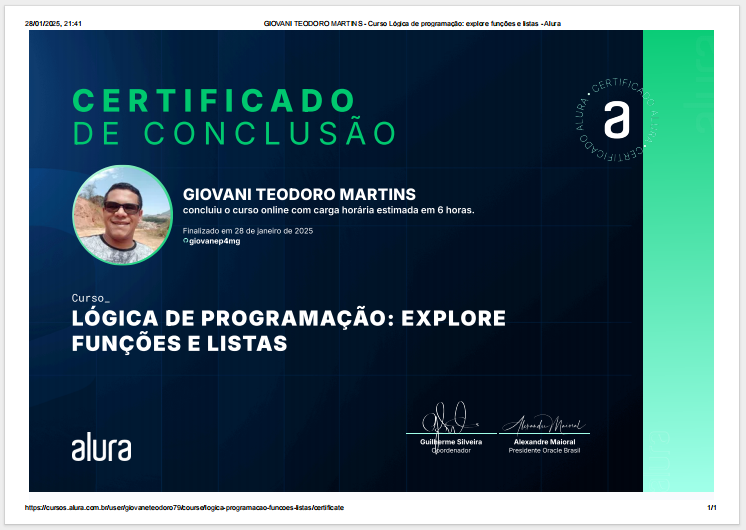 28/01/2025, 21:41
GIOVANI TEODORO MARTINS - Curso Lógica de programação: explore funções e listas - Alura
CERTIFICADO
DE CONCLUSÃO
CERTIFICADO ALURA • CERTIFICADO ALURA •
a
GIOVANI TEODORO MARTINS
concluiu o curso online com carga horária estimada em 6 horas.
Finalizado em 28 de janeiro de 2025
giovanep4mg
Curso_
LÓGICA DE PROGRAMAÇÃO: EXPLORE
FUNÇÕES E LISTAS
alura
Guilherme Silveira
Coordenador
Alexandre Maioral
Presidente Oracle Brasil
https://cursos.alura.com.br/user/giovaneteodoro79/course/logica-programacao-funcoes-listas/certificate
1/1